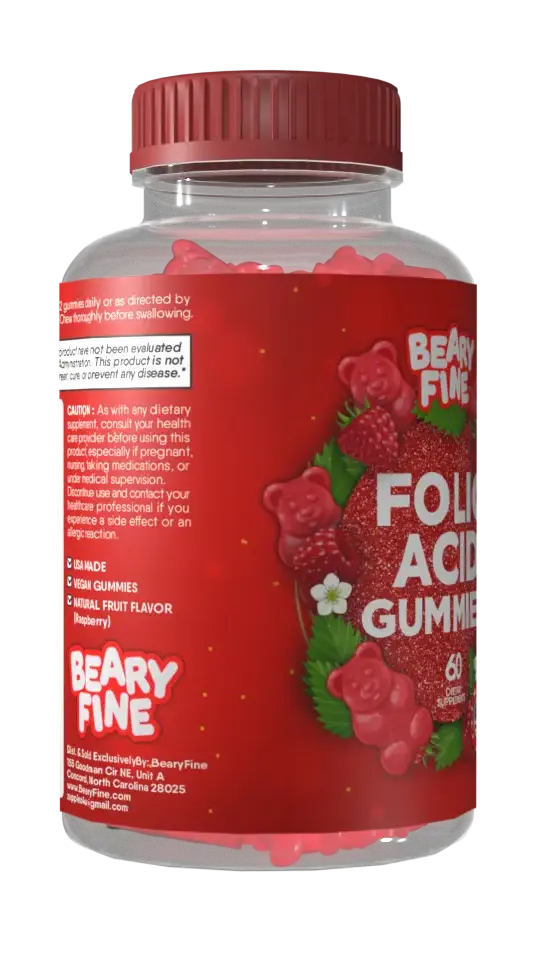 2 gummies daily or as directed by
Chew thoroughly before swallowing.
product have not been evaluated
Administration. This product is not
treat, cure, or prevent any disease.*
CAUTION: As with any dietary
supplement, consult your health
care provider before using this
product, especially if pregnant,
nursing, taking medications, or
under medical supervision.
Discontinue use and contact your
healthcare professional if you
experience a side effect or an
allergic reaction.
USA MADE
VEGAN GUMMIES
NATURAL FRUIT FLAVOR
(Raspberry)
BEARY
FINE
Dist. & Sold ExclusivelyBy:,BearyFine
155 Goodman Cir NE, Unit A
Concord, North Carolina 28025
www.BearyFine.com
BEARY
FINE
FOLIC
ACID
GUMMIE
60
DIETARY
SUPPLEMENT